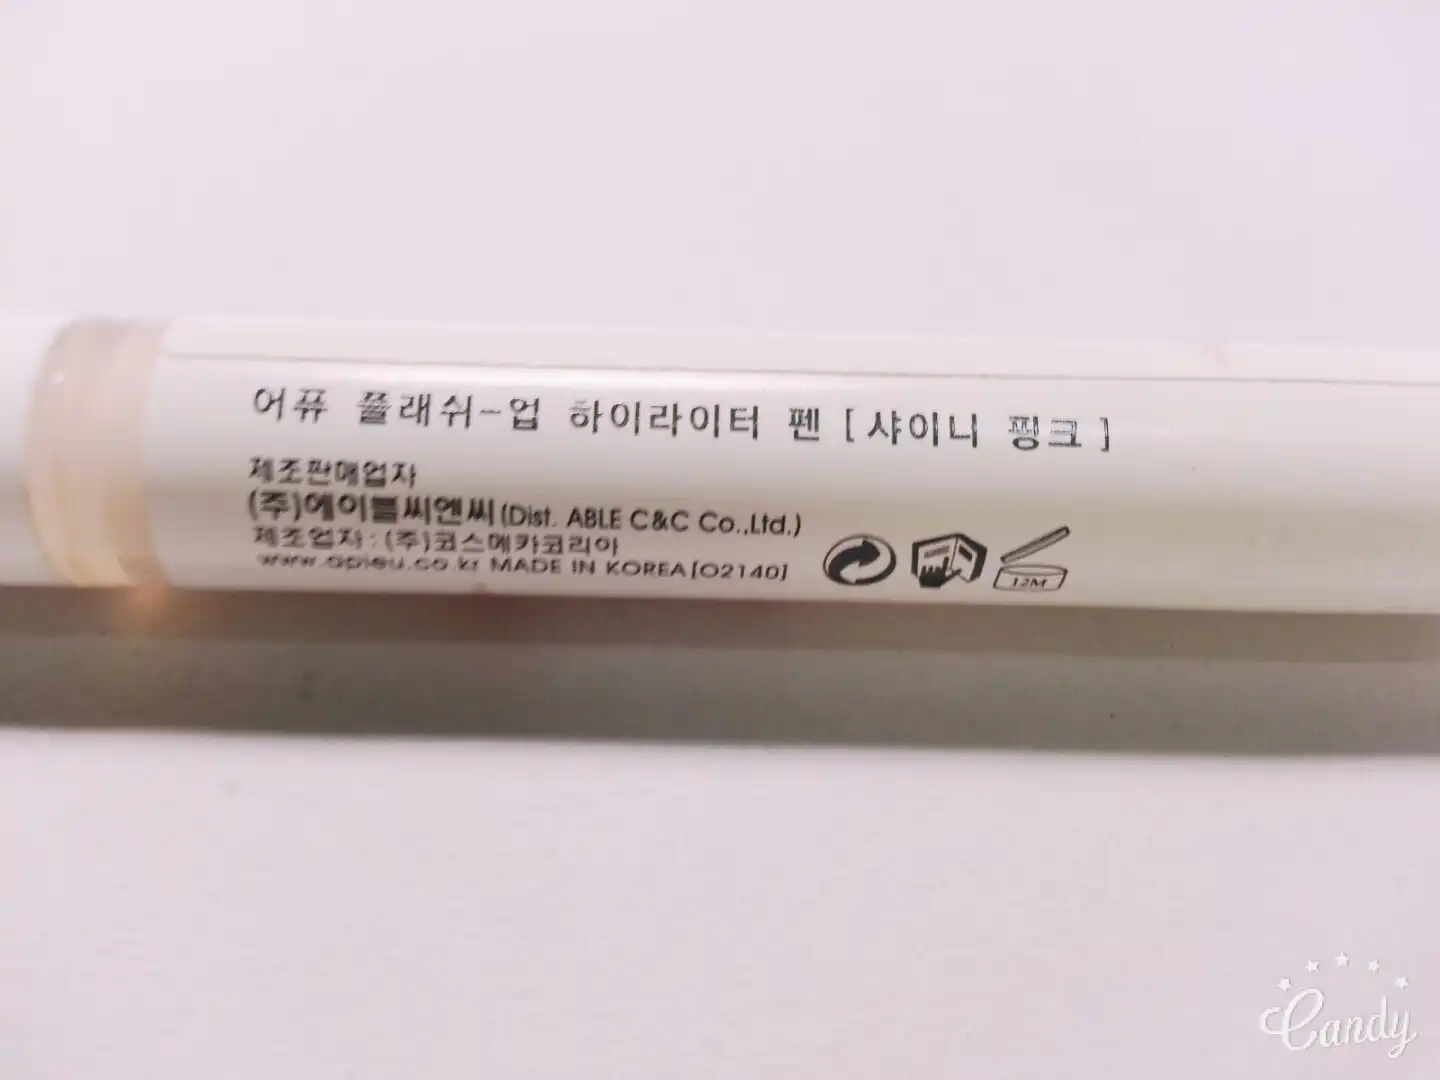 어퓨 플래쉬-업 하이라이터 펜 [샤이니 핑크]
제조판매업자
(주)에이블씨엔씨(Dist. ABLE C&C Co.,Ltd.)
제조업자 : (주)코스메카코리아
www.apieu.co.kr MADE IN KOREA[O2140]
12M
Candy